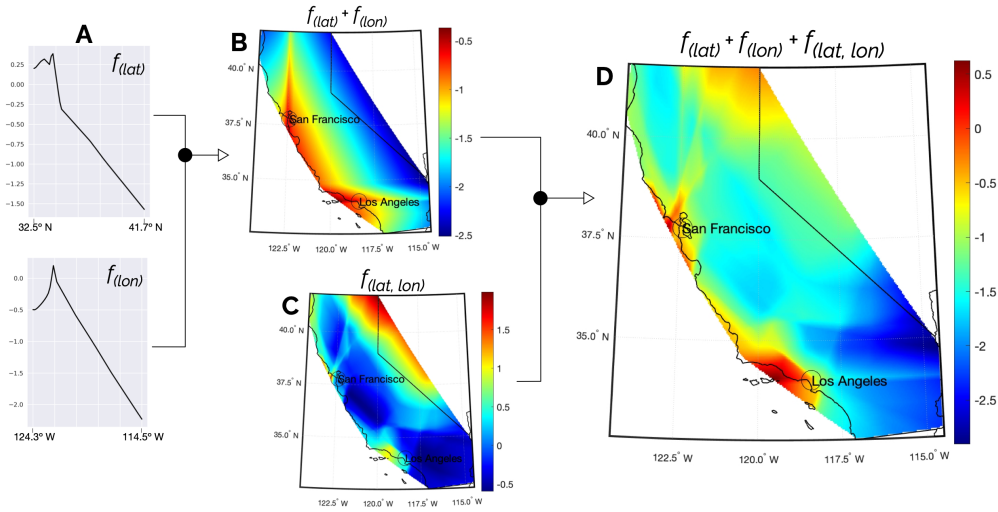 A
f(lat)
0.25
0.00
−0.25
−0.50
−0.75
−1.00
−1.25
−1.50
32.5° N
41.7° N
f(lon)
0.0
−0.5
−1.0
−1.5
−2.0
124.3° W
114.5° W
B
f(lat) + f(lon)
40.0° N
37.5° N
35.0° N
San Francisco
Los Angeles
122.5° W
120.0° W
117.5° W
115.0° W
-0.5
-1
-1.5
-2
-2.5
C
f(lat, lon)
40.0° N
37.5° N
35.0° N
San Francisco
Los Angeles
122.5° W
120.0° W
117.5° W
115.0° W
1.5
1
0.5
0
-0.5
D
f(lat) + f(lon) + f(lat, lon)
40.0° N
37.5° N
35.0° N
San Francisco
Los Angeles
122.5° W
120.0° W
117.5° W
115.0° W
0.5
0
-0.5
-1
-1.5
-2
-2.5